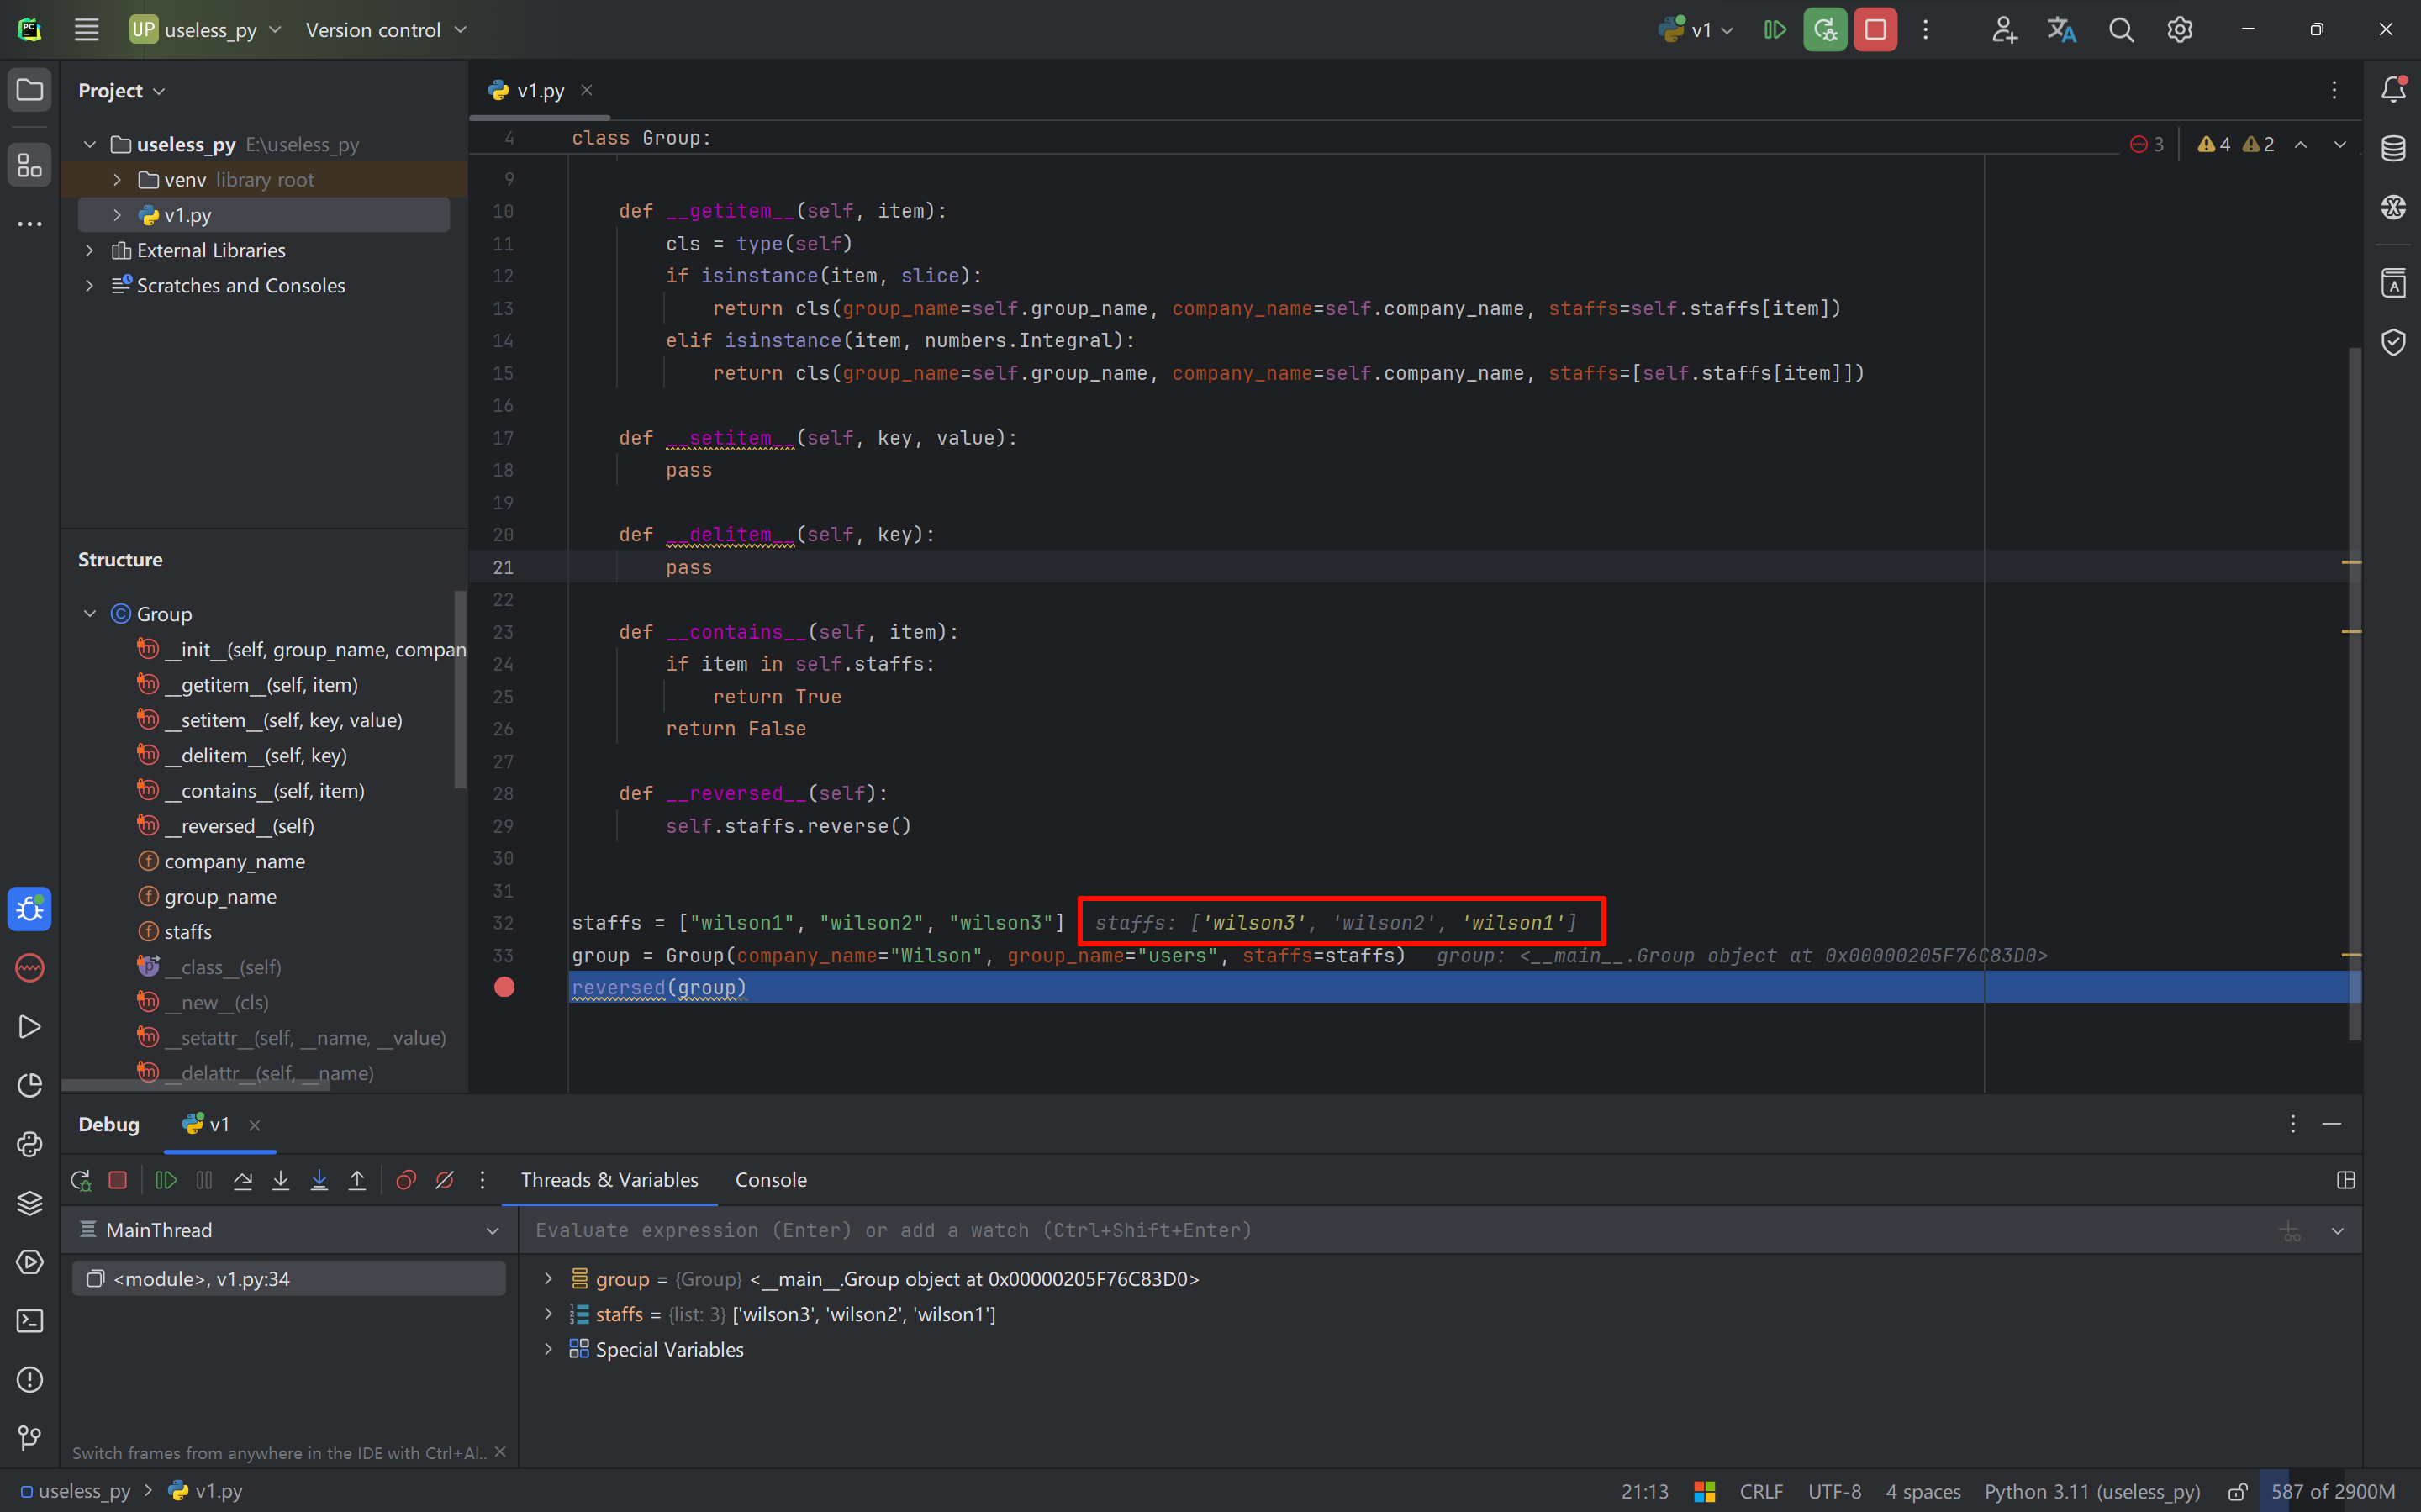 UP useless_py Version control v1
Project
useless_py E:\useless_py
venv library root
v1.py
External Libraries
Scratches and Consoles
Structure
Group
__init__(self, group_name, compan
__getitem__(self, item)
__setitem__(self, key, value)
__delitem__(self, key)
__contains__(self, item)
__reversed__(self)
company_name
group_name
staffs
__class__(self)
__new__(cls)
__setattr__(self, __name, __value)
__delattr__(self, __name)
v1.py
3 4 2
4 class Group:
9
10 def __getitem__(self, item):
11 cls = type(self)
12 if isinstance(item, slice):
13 return cls(group_name=self.group_name, company_name=self.company_name, staffs=self.staffs[item])
14 elif isinstance(item, numbers.Integral):
15 return cls(group_name=self.group_name, company_name=self.company_name, staffs=[self.staffs[item]])
16
17 def __setitem__(self, key, value):
18 pass
19
20 def __delitem__(self, key):
21 pass
22
23 def __contains__(self, item):
24 if item in self.staffs:
25 return True
26 return False
27
28 def __reversed__(self):
29 self.staffs.reverse()
30
31
32 staffs = ["wilson1", "wilson2", "wilson3"] staffs: ['wilson3', 'wilson2', 'wilson1']
33 group = Group(company_name="Wilson", group_name="users", staffs=staffs) group: <__main__.Group object at 0x00000205F76C83D0>
reversed(group)
Debug v1
Threads & Variables Console
MainThread
<module>, v1.py:34
Switch frames from anywhere in the IDE with Ctrl+Al..
Evaluate expression (Enter) or add a watch (Ctrl+Shift+Enter)
group = {Group} <__main__.Group object at 0x00000205F76C83D0>
staffs = {list: 3} ['wilson3', 'wilson2', 'wilson1']
Special Variables
useless_py > v1.py 21:13 CRLF UTF-8 4 spaces Python 3.11 (useless_py) 587 of 2900M